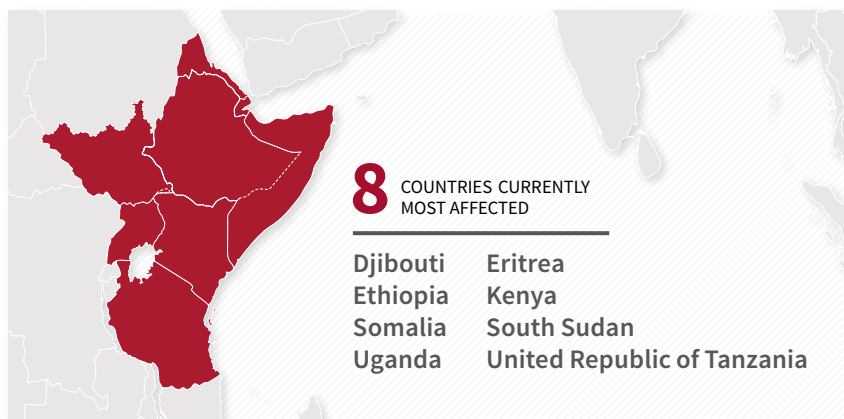 8 COUNTRIES CURRENTLY
MOST AFFECTED
Djibouti Eritrea
Ethiopia Kenya
Somalia South Sudan
Uganda United Republic of Tanzania